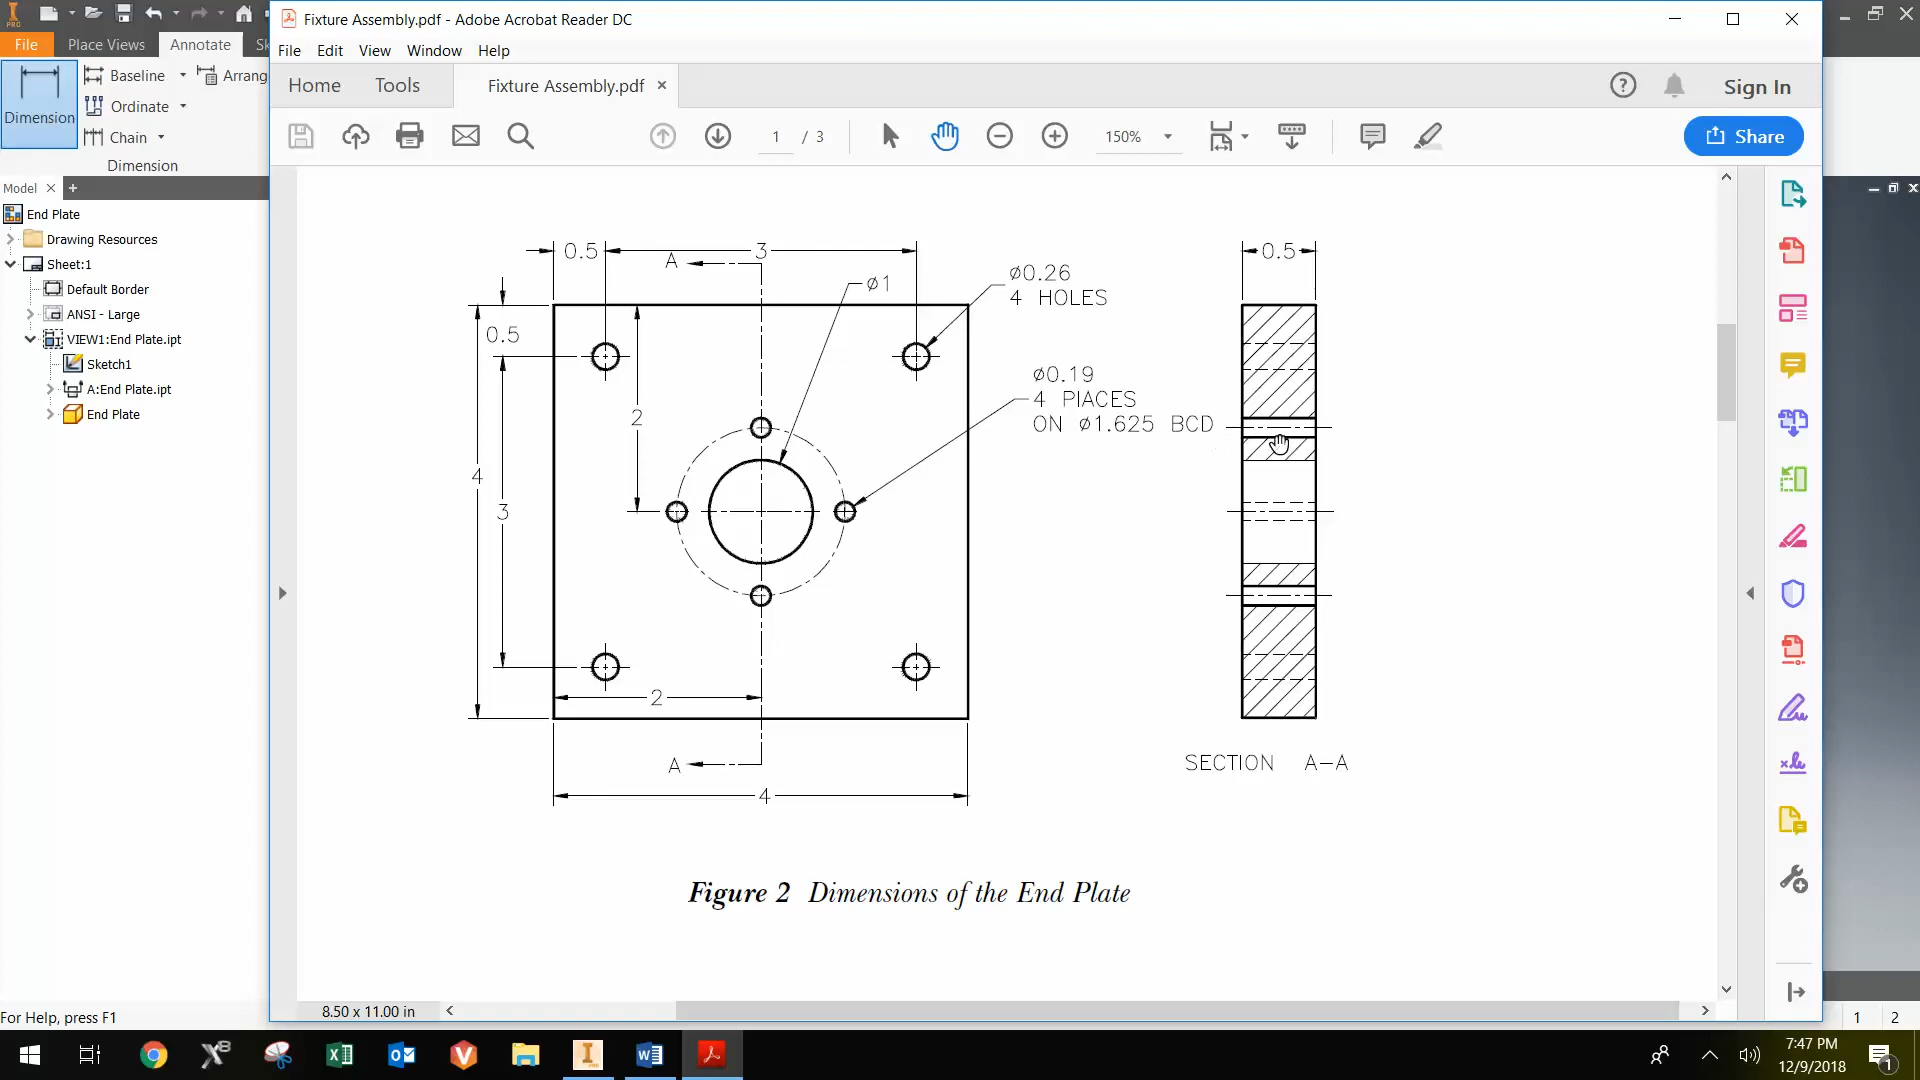 Fixture Assembly.pdf - Adobe Acrobat Reader DC
File Edit View Window Help
Home Tools Fixture Assembly.pdf × Sign In
1 / 3 150% Share
File Place Views Annotate Sk
Dimension
Baseline Arrang
Ordinate
Chain
Dimension
Model × +
End Plate
Drawing Resources
Sheet:1
Default Border
ANSI - Large
VIEW1:End Plate.ipt
Sketch1
A:End Plate.ipt
End Plate
0.5 3 0.5
A
ø1
ø0.26
4 HOLES
0.5
2
ø0.19
4 PIACES
ON ø1.625 BCD
4
3
2
A
4
SECTION A-A
Figure 2 Dimensions of the End Plate
8.50 x 11.00 in
For Help, press F1
1 2
7:47 PM
12/9/2018
1